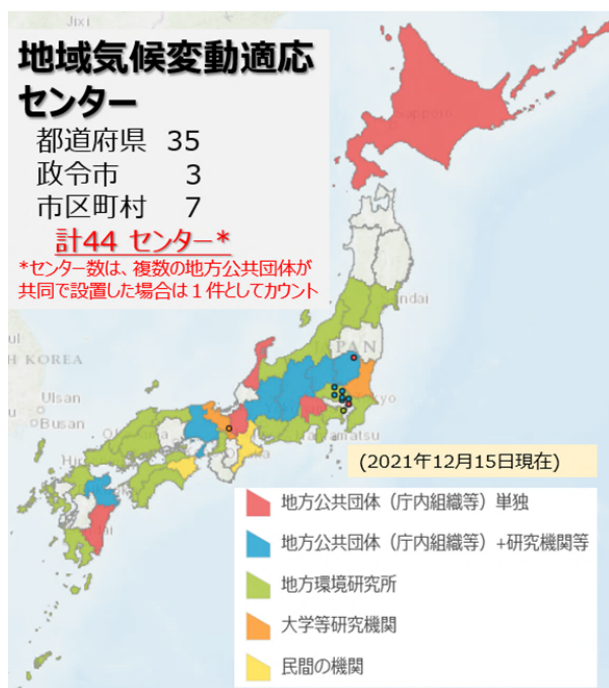 Jixi
地域気候変動適応
センター
都道府県 35
政令市 3
市区町村 7
計44 センター*
*センター数は、複数の地方公共団体が
共同で設置した場合は1件としてカウント
PAN
H KOREA
Ulsan
Busan
(2021年12月15日現在)
地方公共団体（庁内組織等）単独
地方公共団体（庁内組織等）+研究機関等
地方環境研究所
大学等研究機関
民間の機関